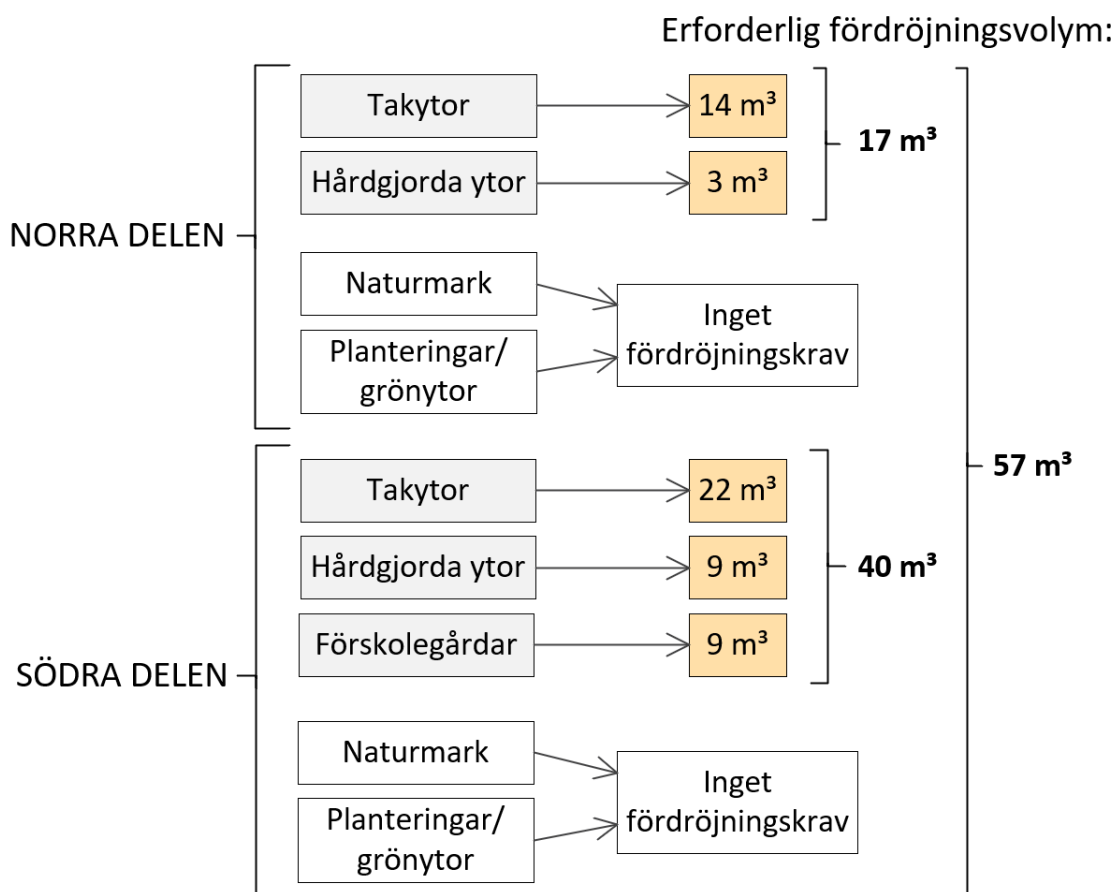 Erforderlig fördröjningsvolym:
NORRA DELEN
Takytor
14 m³
Hårdgjorda ytor
3 m³
17 m³
Naturmark
Planteringar/
grönytor
Inget
fördröjningskrav
57 m³
SÖDRA DELEN
Takytor
22 m³
Hårdgjorda ytor
9 m³
Förskolegårdar
9 m³
40 m³
Naturmark
Planteringar/
grönytor
Inget
fördröjningskrav